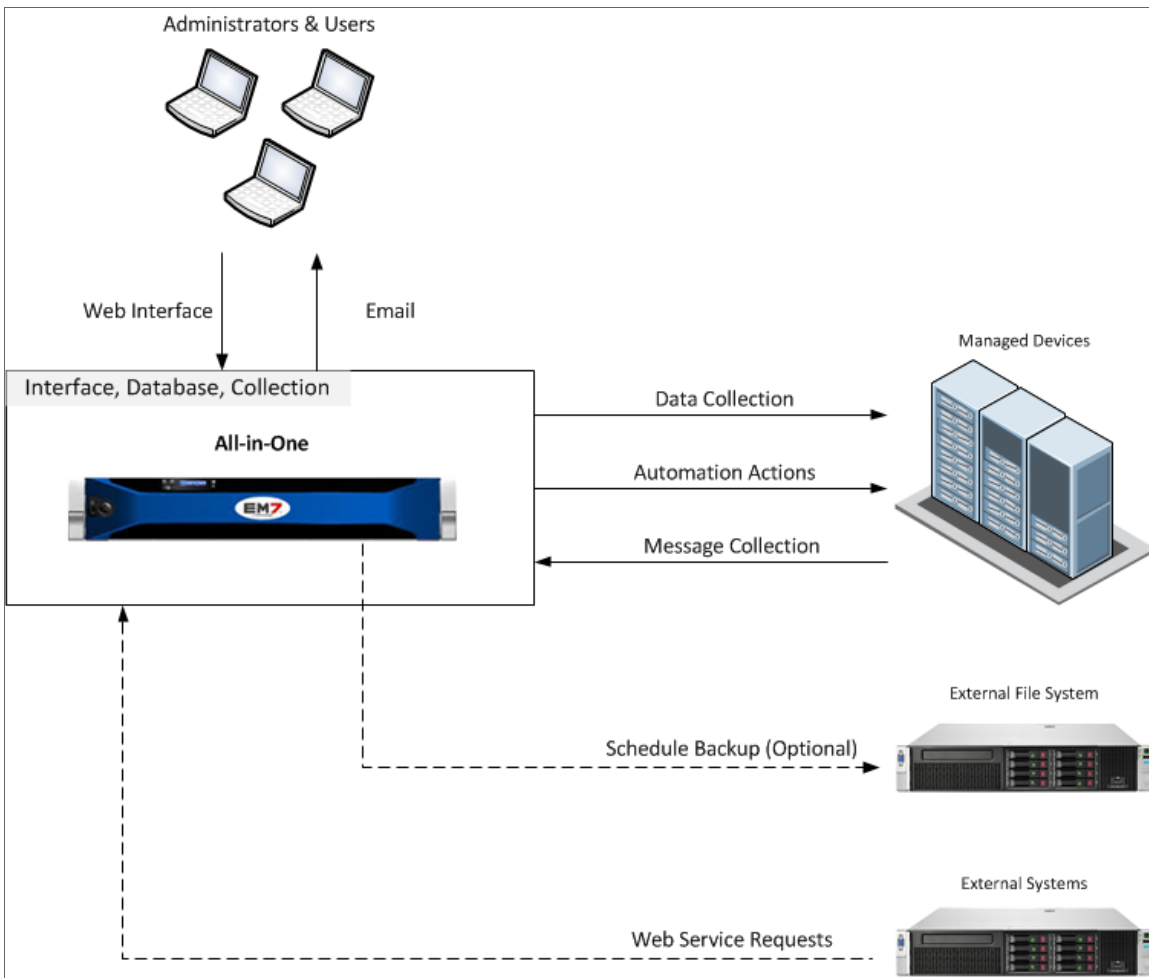 Administrators & Users
Web Interface
Email
Managed Devices
Interface, Database, Collection
Data Collection
All-in-One
Automation Actions
EM7
Message Collection
External File System
Schedule Backup (Optional)
External Systems
Web Service Requests